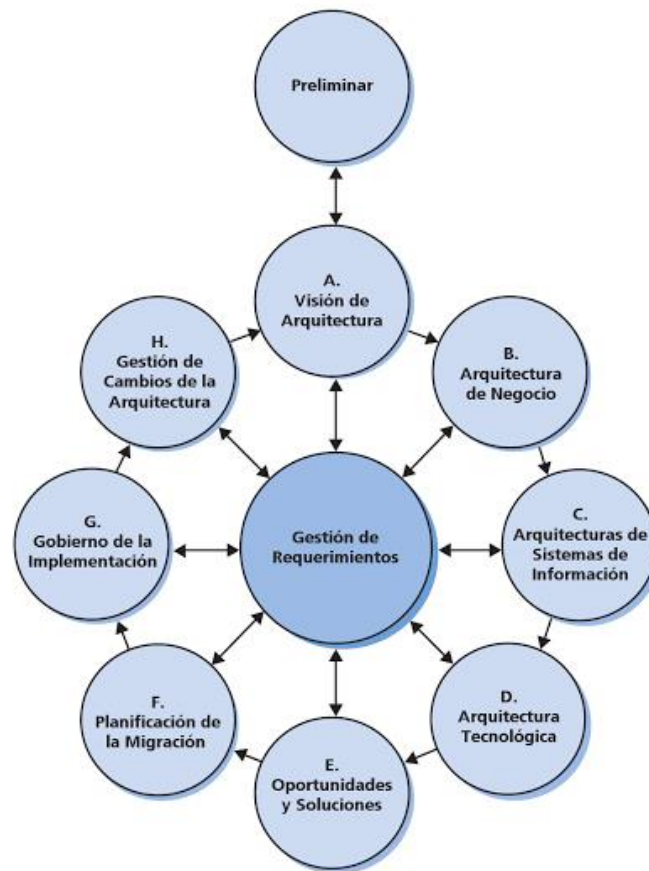 Preliminar
A.
Visión de
Arquitectura
B.
Arquitectura
de Negocio
C.
Arquitecturas de
Sistemas de
Información
D.
Arquitectura
Tecnológica
E.
Oportunidades
y Soluciones
F.
Planificación de
la Migración
G.
Gobierno de la
Implementación
H.
Gestión de
Cambios de la
Arquitectura
Gestión de
Requerimientos